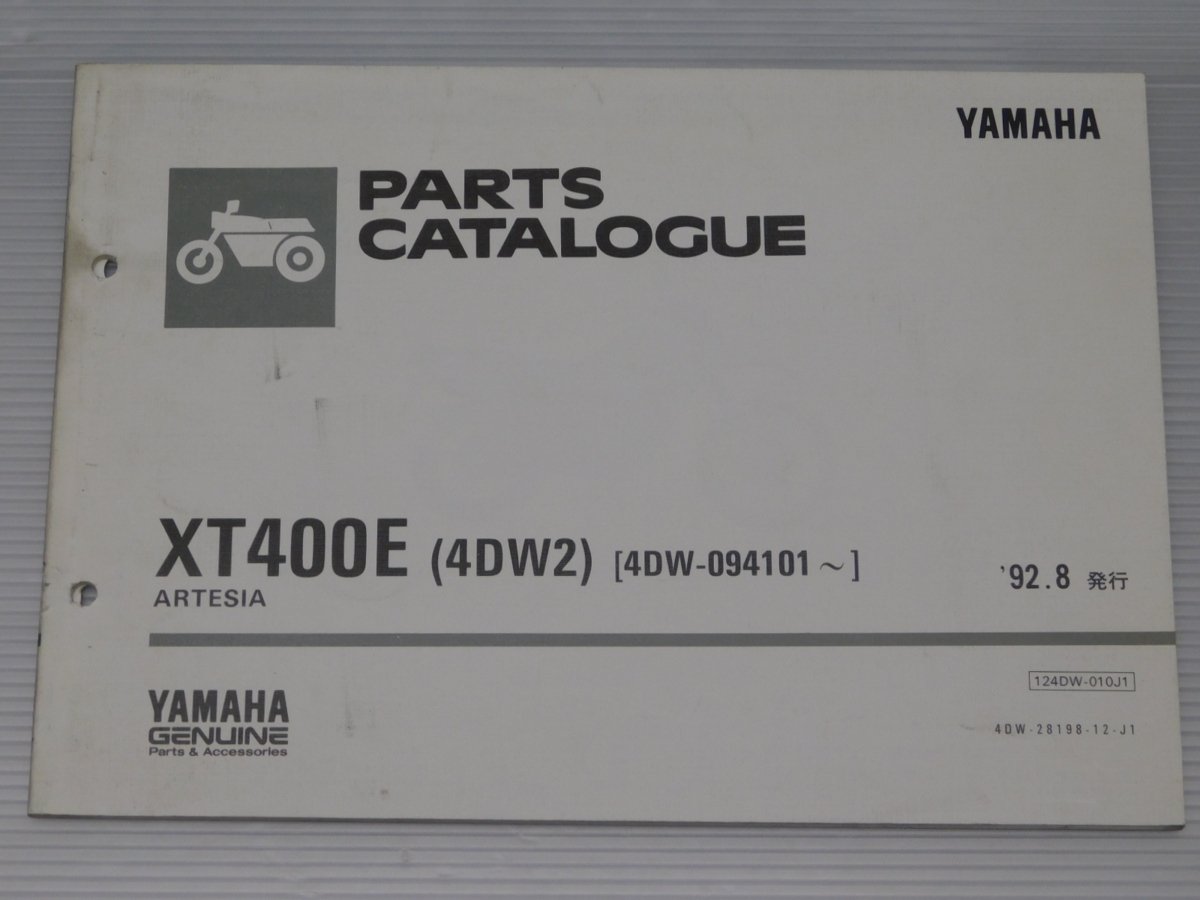 YAMAHA
PARTS
CATALOGUE
XT400E (4DW2) [4DW-094101～]
ARTESIA
'92.8 発行
124DW-010J1
4DW-28198-12-J1
YAMAHA
GENUINE
Parts & Accessories